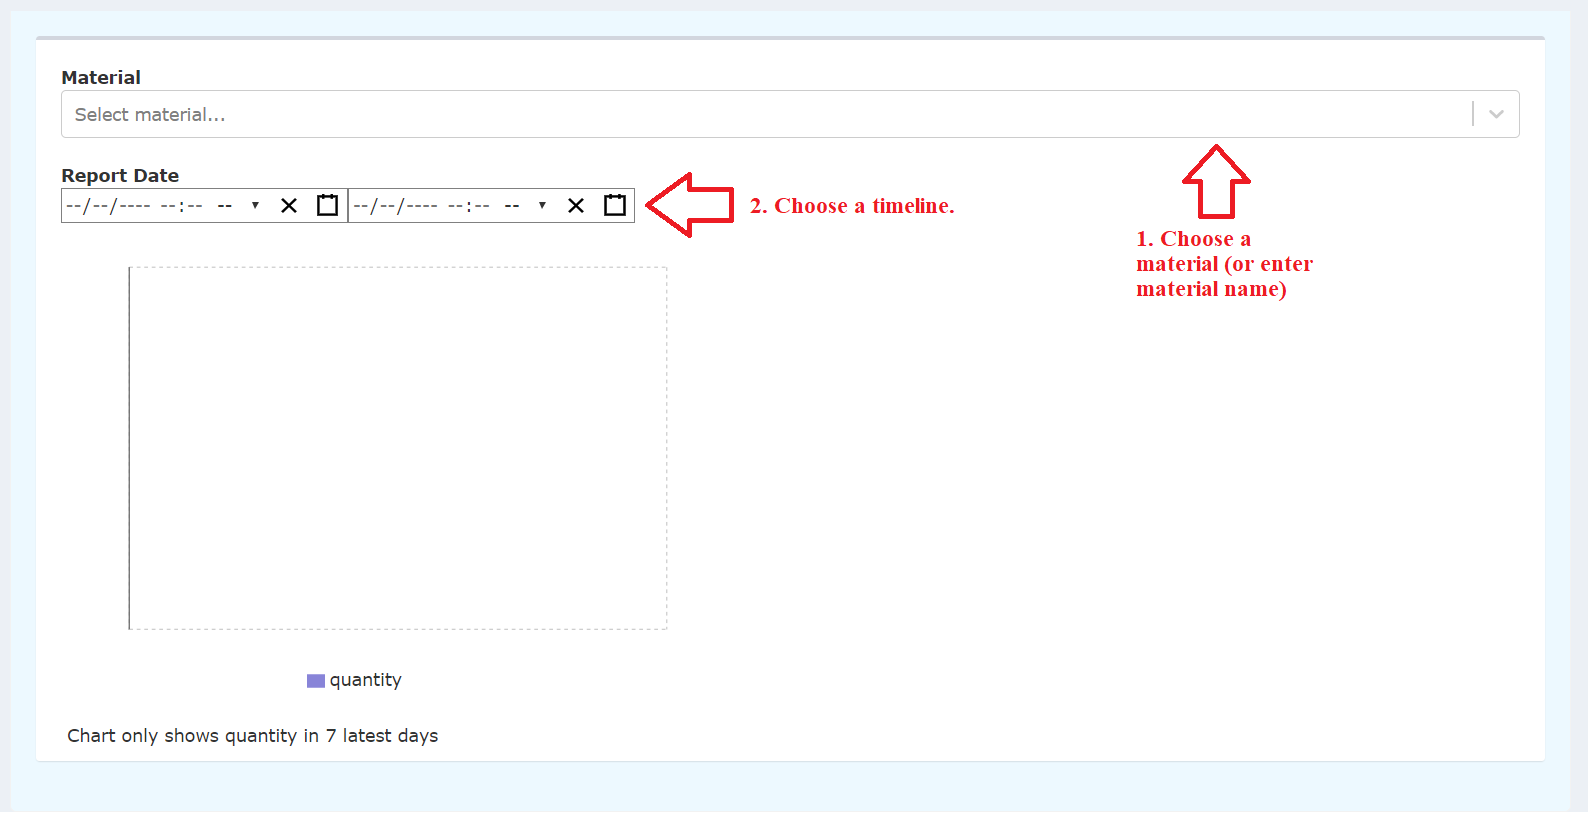 Material
Select material...
Report Date
--/--/---- --:-- -- --/--/---- --:-- --
2. Choose a timeline.
1. Choose a
material (or enter
material name)
quantity
Chart only shows quantity in 7 latest days